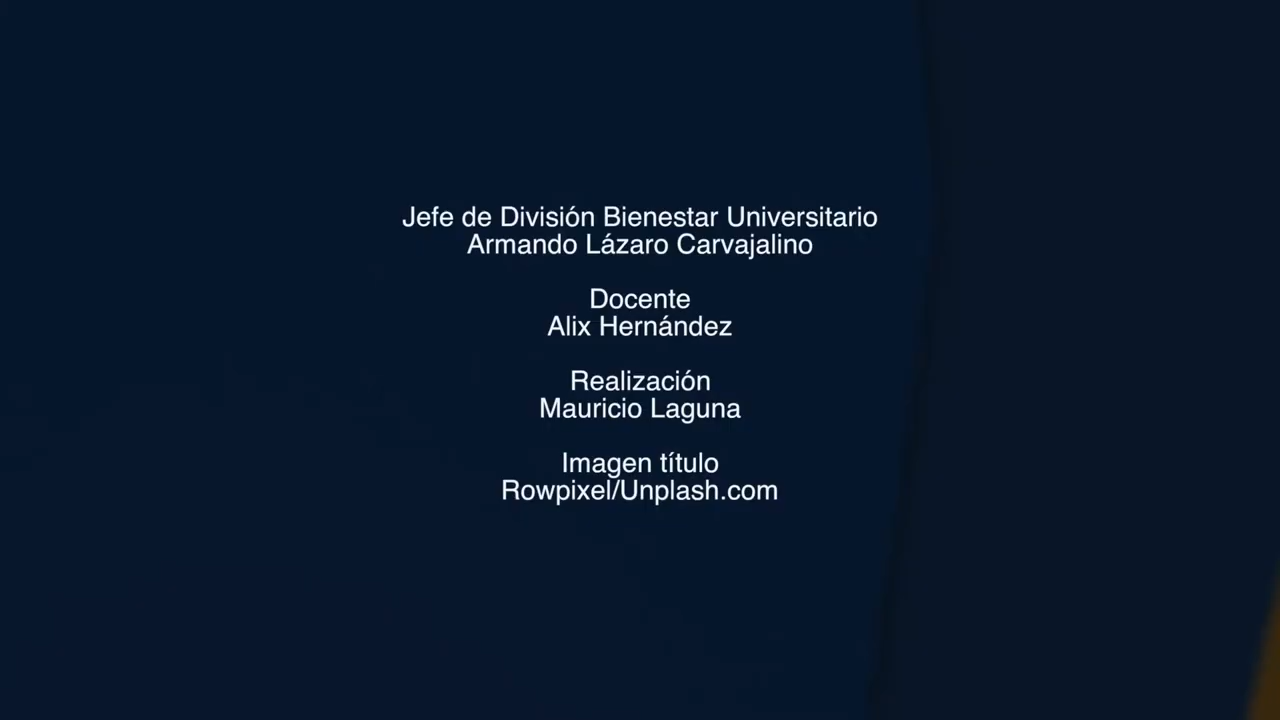 Jefe de División Bienestar Universitario
Armando Lázaro Carvajalino
Docente
Alix Hernández
Realización
Mauricio Laguna
Imagen título
Rowpixel/Unplash.com